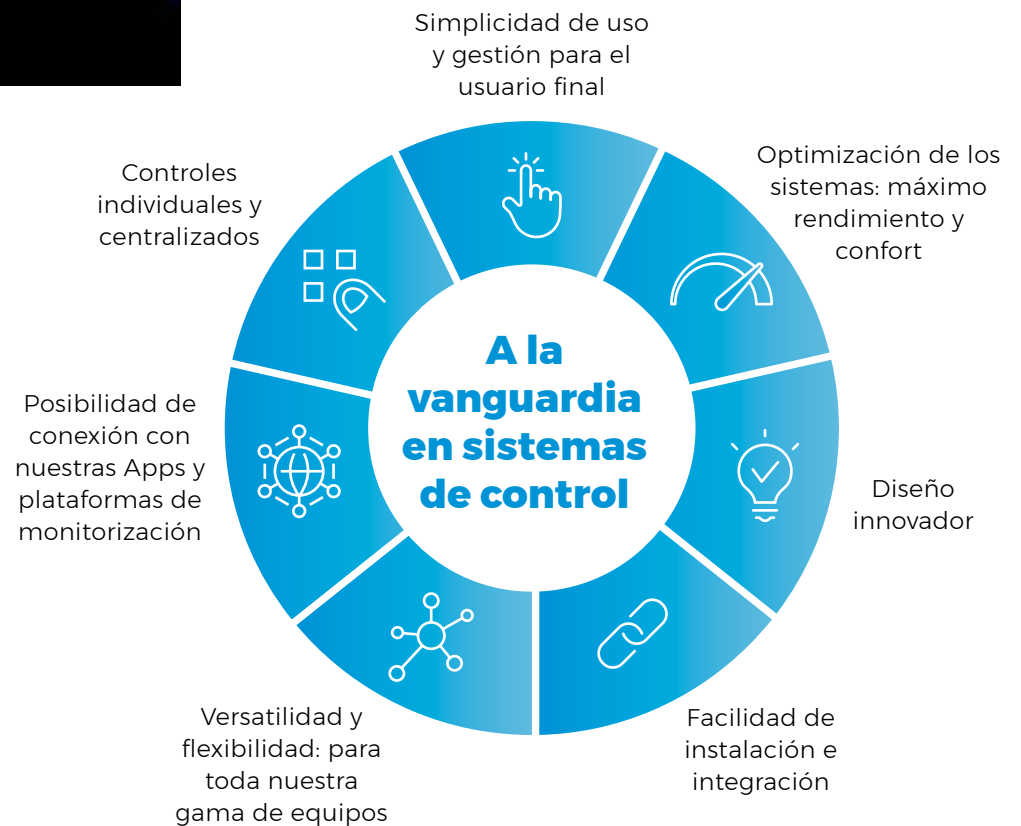 Simplicidad de uso
y gestión para el
usuario final
Optimización de los
sistemas: máximo
rendimiento y
confort
Diseño
innovador
Facilidad de
instalación e
integración
Versatilidad y
flexibilidad: para
toda nuestra
gama de equipos
Posibilidad de
conexión con
nuestras Apps y
plataformas de
monitorización
Controles
individuales y
centralizados
A la
vanguardia
en sistemas
de control